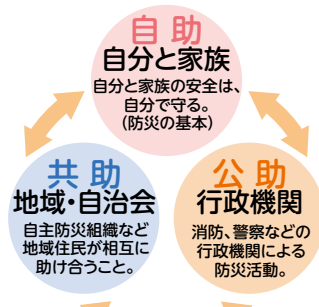 自助
自分と家族
自分と家族の安全は、
自分で守る。
(防災の基本)
共助
地域・自治会
自主防災組織など
地域住民が相互に
助け合うこと。
公助
行政機関
消防、警察などの
行政機関による
防災活動。